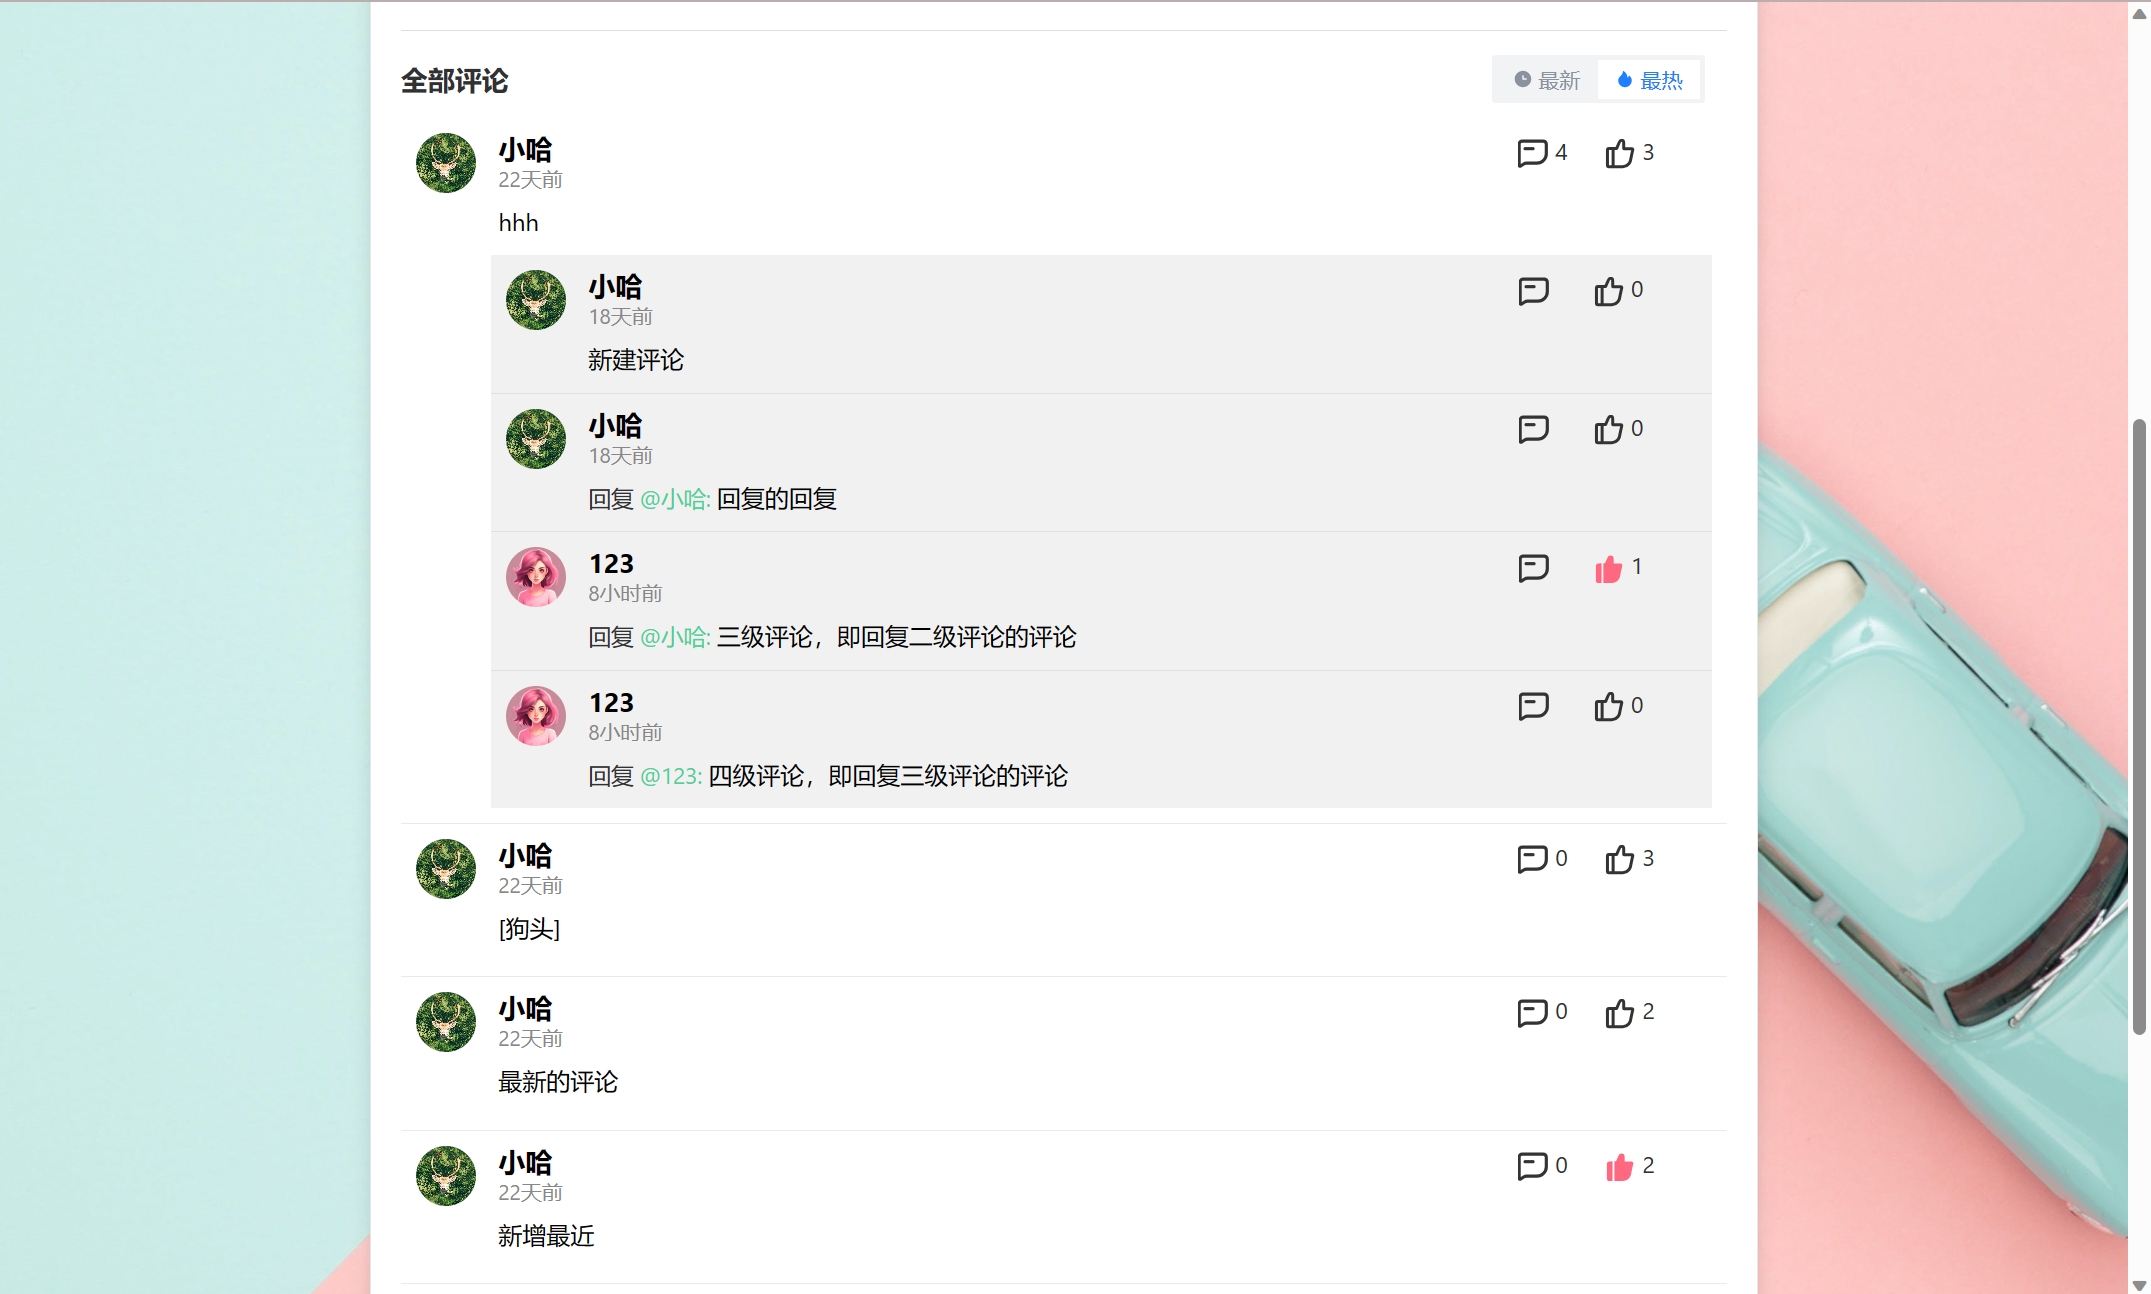 全部评论
最新 最热
小哈 4 3
22天前
hhh
小哈 0
18天前
新建评论
小哈 0
18天前
回复 @小哈: 回复的回复
123 1
8小时前
回复 @小哈: 三级评论，即回复二级评论的评论
123 0
8小时前
回复 @123: 四级评论，即回复三级评论的评论
小哈 0 3
22天前
[狗头]
小哈 0 2
22天前
最新的评论
小哈 0 2
22天前
新增最近